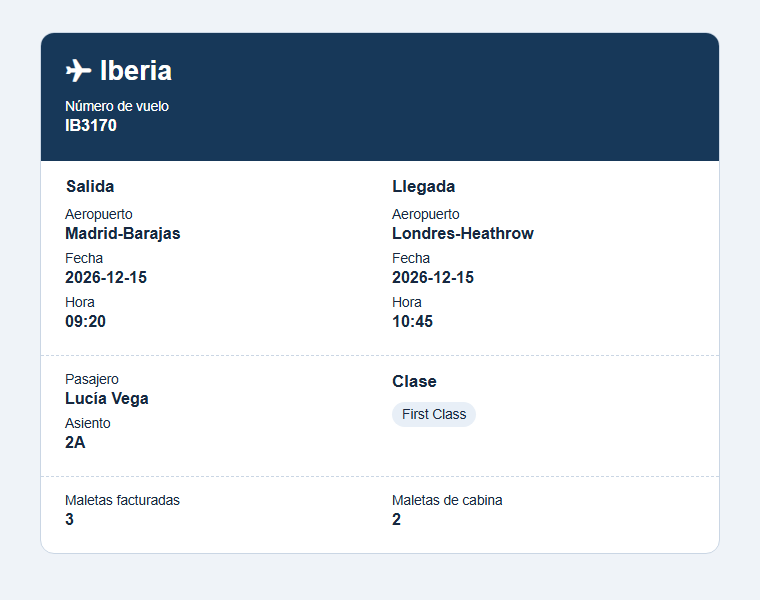 Iberia
Número de vuelo
IB3170
Salida
Aeropuerto
Madrid-Barajas
Fecha
2026-12-15
Hora
09:20
Llegada
Aeropuerto
Londres-Heathrow
Fecha
2026-12-15
Hora
10:45
Pasajero
Lucía Vega
Asiento
2A
Clase
First Class
Maletas facturadas
3
Maletas de cabina
2